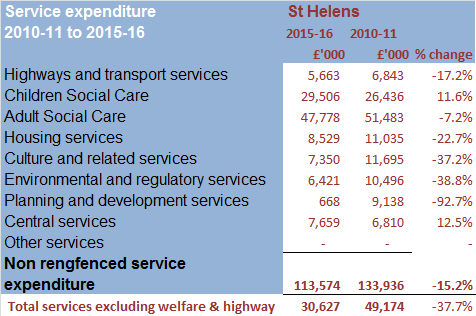 Service expenditure St Helens
2010-11 to 2015-16 2015-16 2010-11
£'000 £'000 % change
Highways and transport services 5,663 6,843 -17.2%
Children Social Care 29,506 26,436 11.6%
Adult Social Care 47,778 51,483 -7.2%
Housing services 8,529 11,035 -22.7%
Culture and related services 7,350 11,695 -37.2%
Environmental and regulatory services 6,421 10,496 -38.8%
Planning and development services 668 9,138 -92.7%
Central services 7,659 6,810 12.5%
Other services - - -
Non rengfenced service
expenditure 113,574 133,936 -15.2%
Total services excluding welfare & highway 30,627 49,174 -37.7%